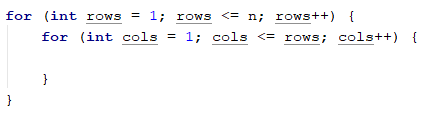 for (int rows = 1; rows <= n; rows++) {
    for (int cols = 1; cols <= rows; cols++) {
    }
}